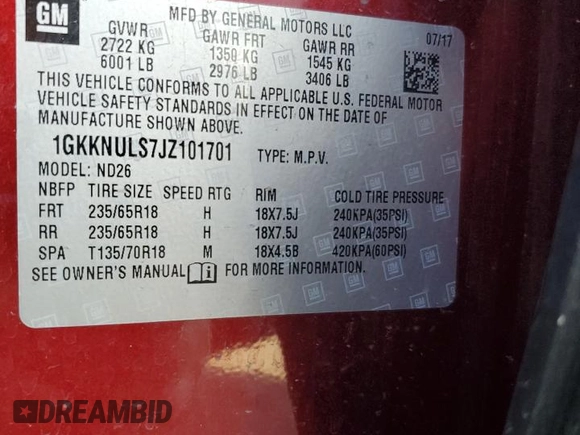 GM
MFD BY GENERAL MOTORS LLC
07/17
GVWR GAWR FRT GAWR RR
2722 KG 1350 KG 1545 KG
6001 LB 2976 LB 3406 LB
THIS VEHICLE CONFORMS TO ALL APPLICABLE U.S. FEDERAL MOTOR
VEHICLE SAFETY STANDARDS IN EFFECT ON THE DATE OF
MANUFACTURE SHOWN ABOVE.
1GKKNULS7JZ101701 TYPE: M.P.V.
MODEL: ND26
NBFP TIRE SIZE SPEED RTG RIM COLD TIRE PRESSURE
FRT 235/65R18 H 18X7.5J 240KPA(35PSI)
RR 235/65R18 H 18X7.5J 240KPA(35PSI)
SPA T135/70R18 M 18X4.5B 420KPA(60PSI)
SEE OWNER'S MANUAL FOR MORE INFORMATION.
DREAMBID